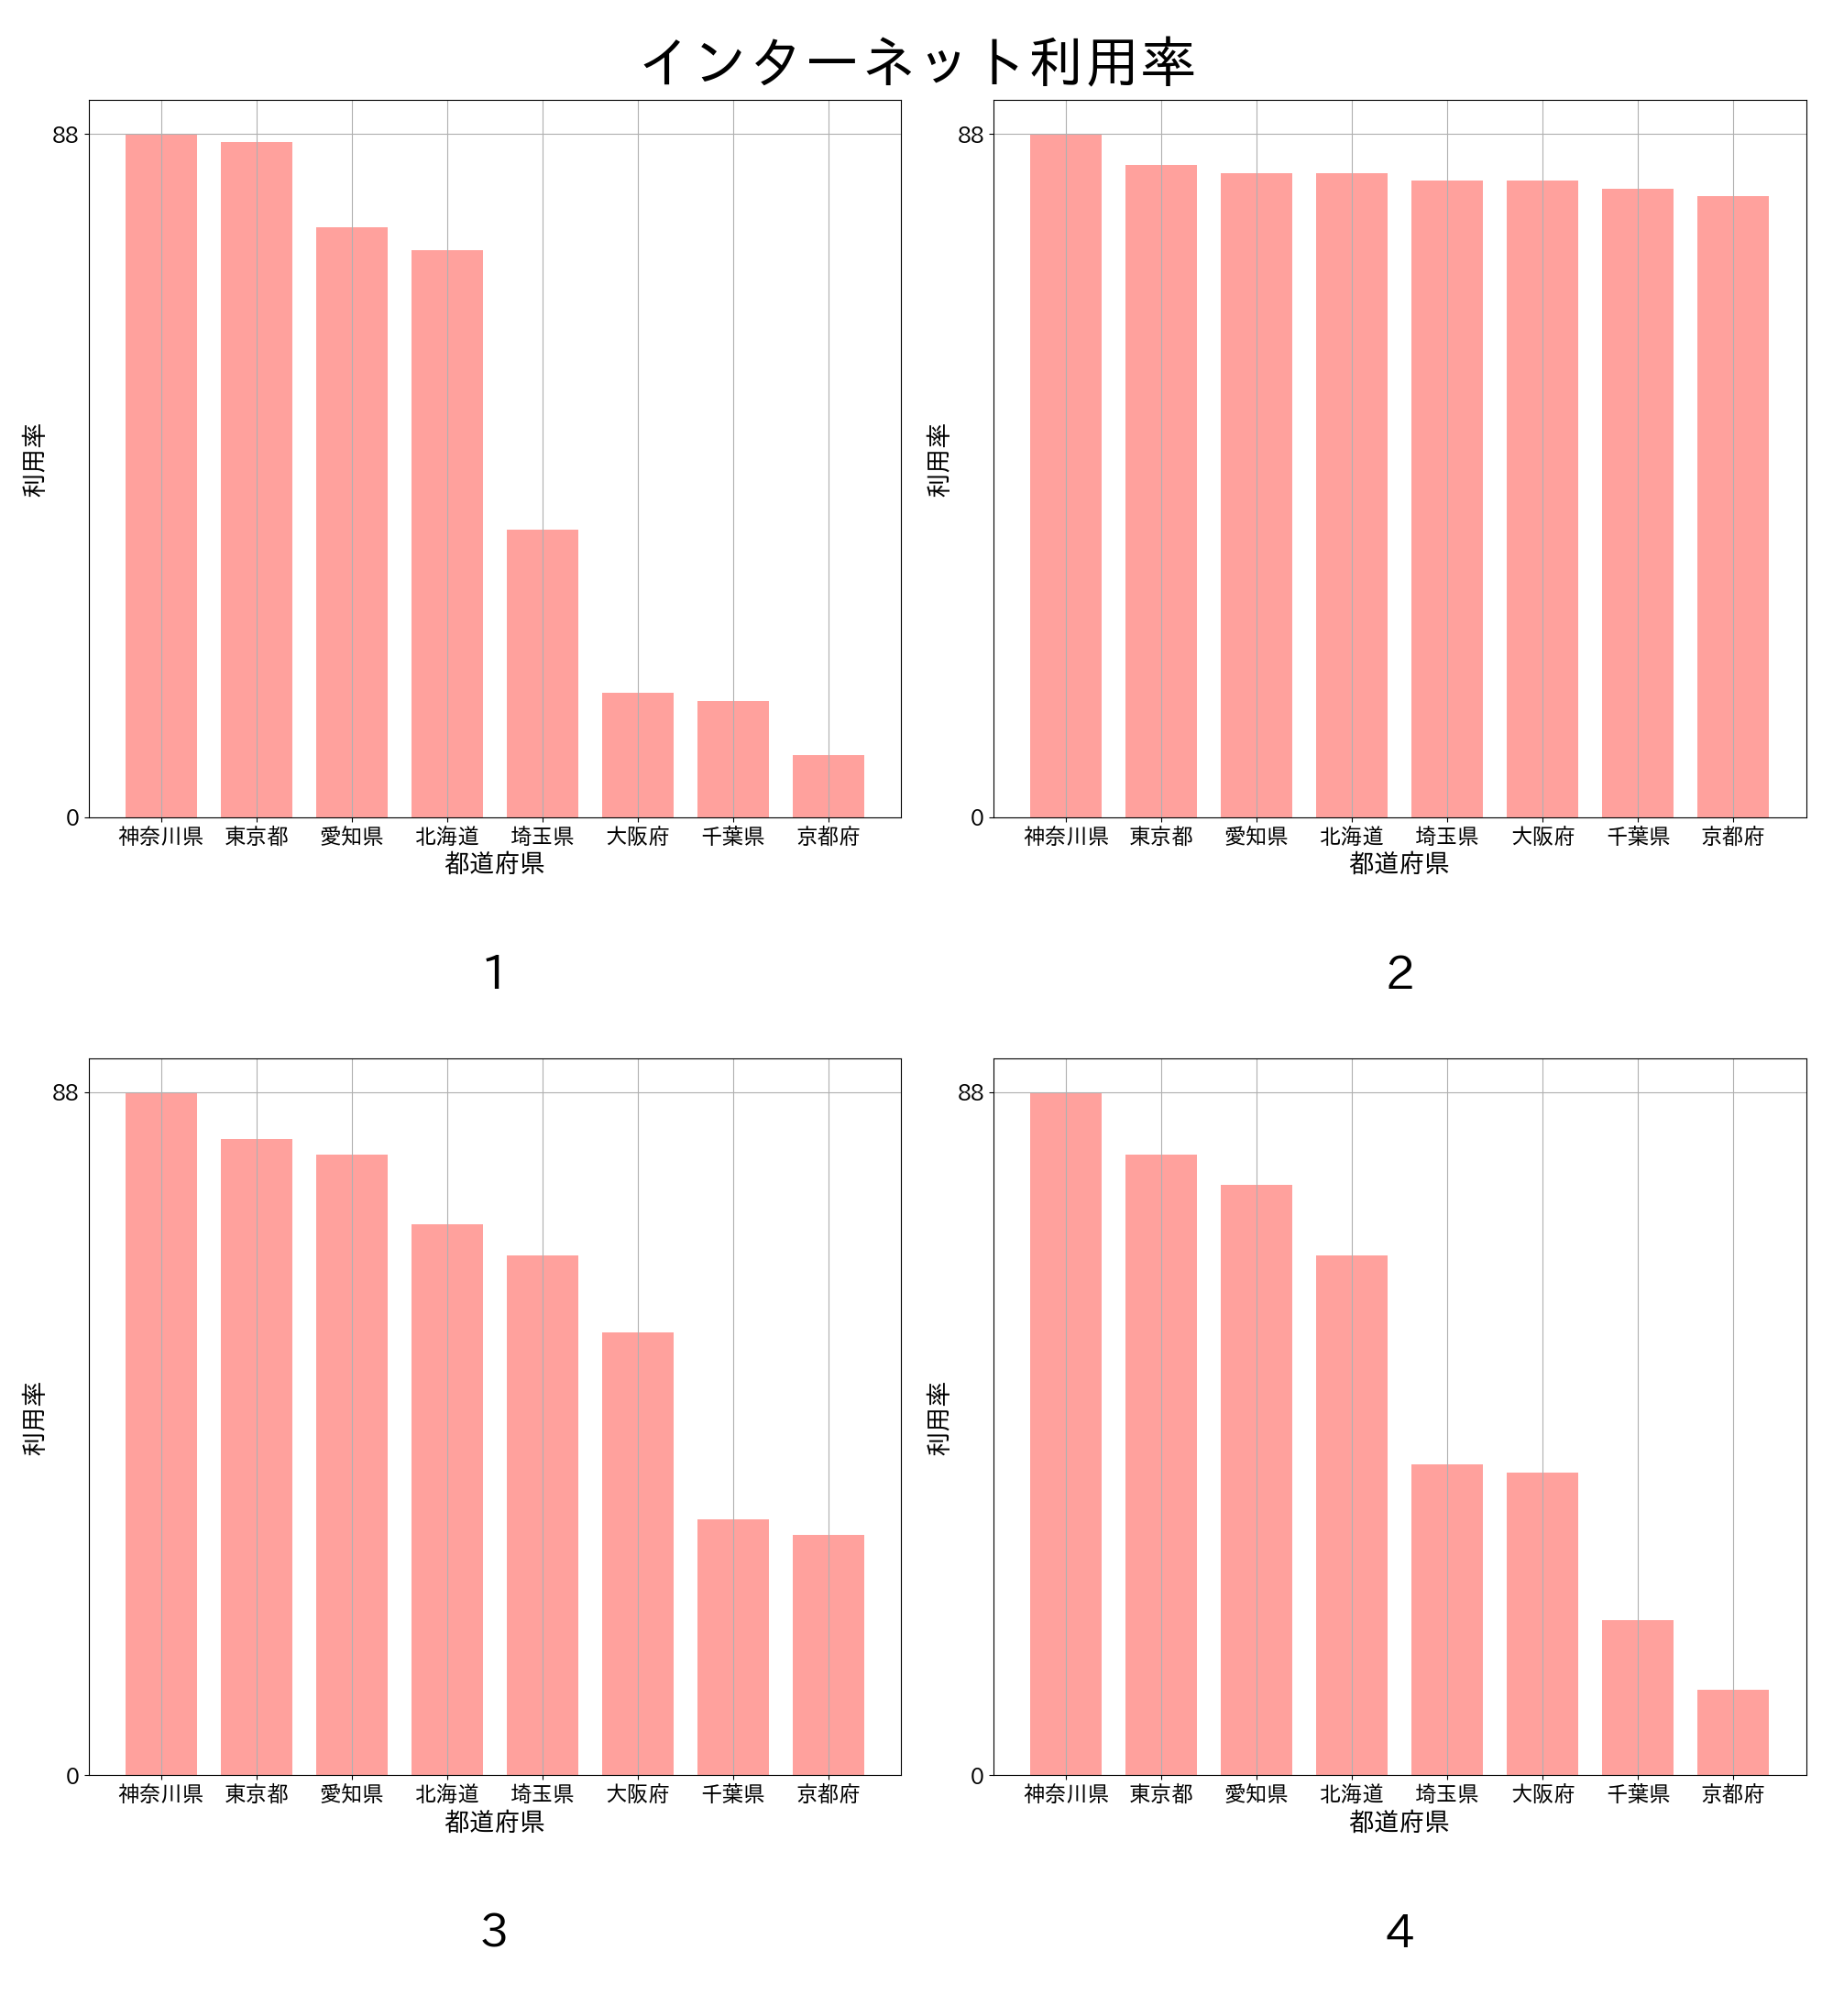 インターネット利用率
88
0
利用率
神奈川県 東京都 愛知県 北海道 埼玉県 大阪府 千葉県 京都府
都道府県
1
88
0
利用率
神奈川県 東京都 愛知県 北海道 埼玉県 大阪府 千葉県 京都府
都道府県
2
88
0
利用率
神奈川県 東京都 愛知県 北海道 埼玉県 大阪府 千葉県 京都府
都道府県
3
88
0
利用率
神奈川県 東京都 愛知県 北海道 埼玉県 大阪府 千葉県 京都府
都道府県
4